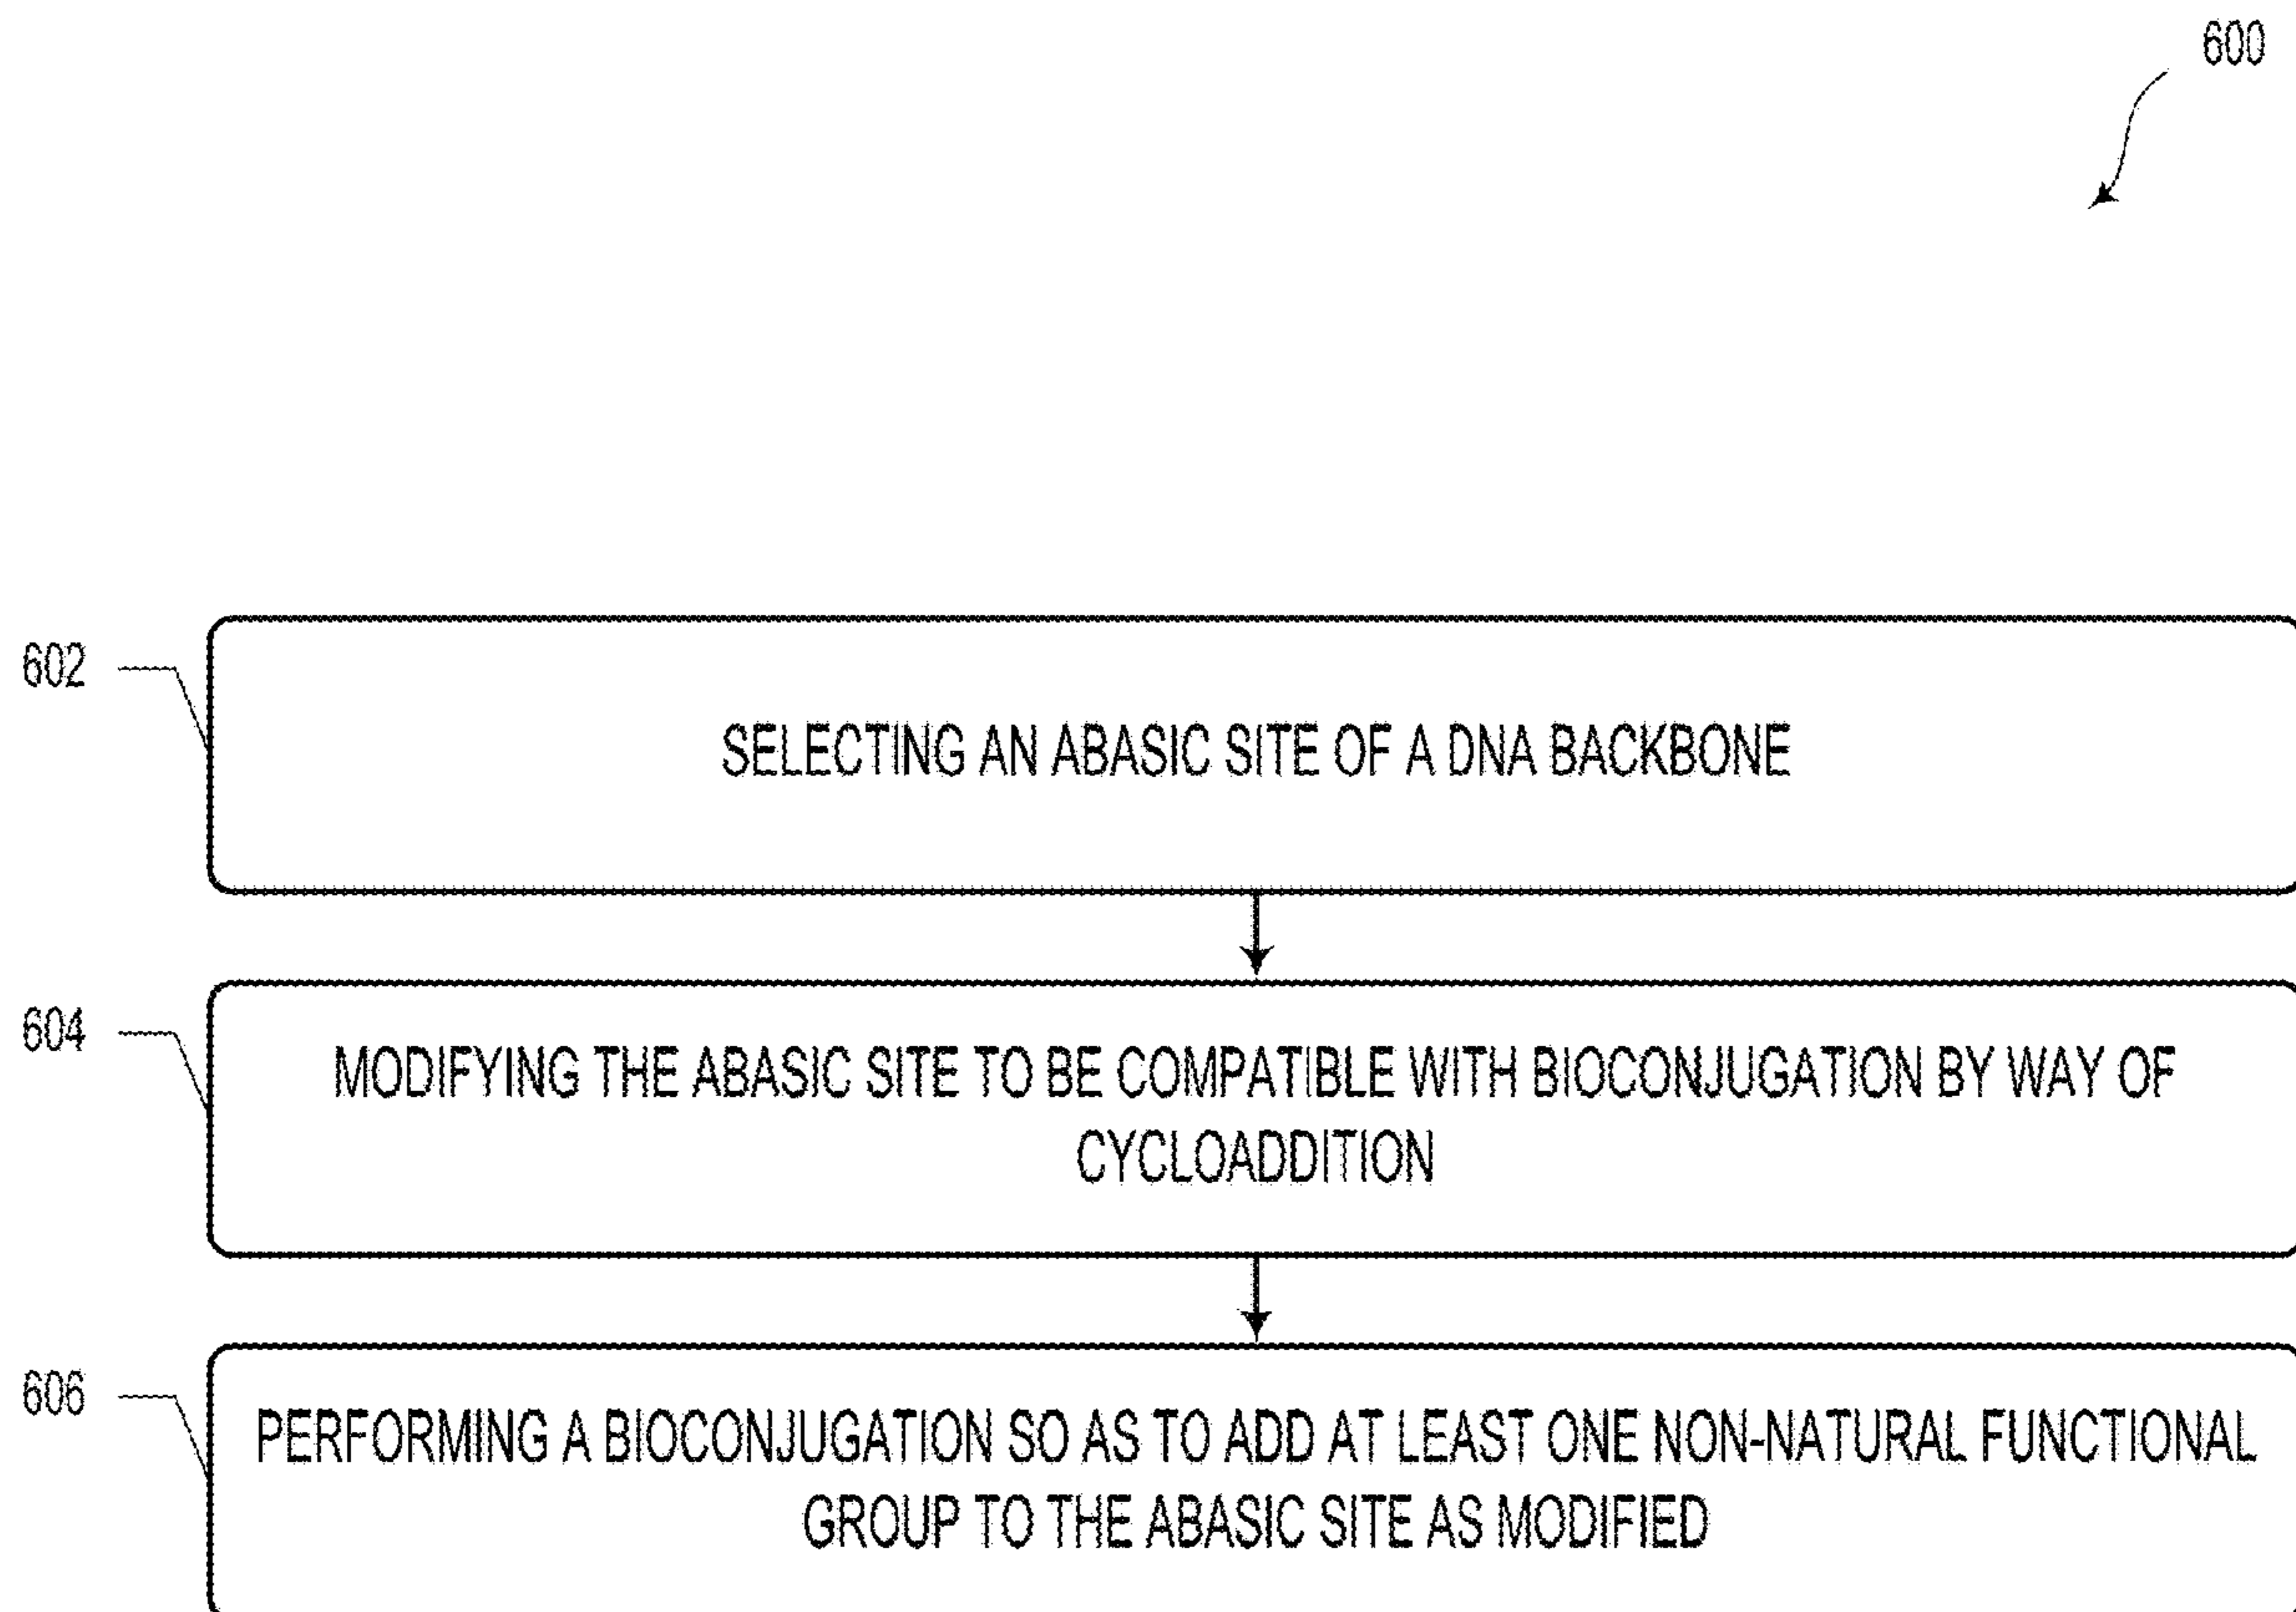 600
602
SELECTING AN ABASIC SITE OF A DNA BACKBONE
604
MODIFYING THE ABASIC SITE TO BE COMPATIBLE WITH BIOCONJUGATION BY WAY OF
CYCLOADDITION
606
PERFORMING A BIOCONJUGATION SO AS TO ADD AT LEAST ONE NON-NATURAL FUNCTIONAL
GROUP TO THE ABASIC SITE AS MODIFIED